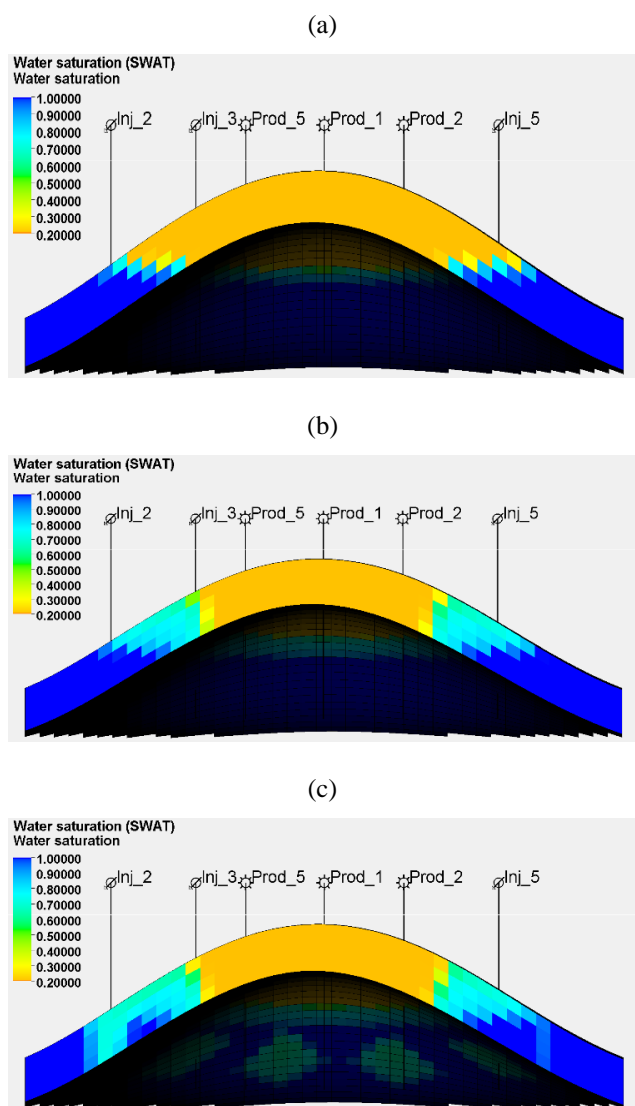 (a)
Water saturation (SWAT)
Water saturation
1.00000
0.90000
0.80000
0.70000
0.60000
0.50000
0.40000
0.30000
0.20000
Inj_2 Inj_3 Prod_5 Prod_1 Prod_2 Inj_5
(b)
Water saturation (SWAT)
Water saturation
1.00000
0.90000
0.80000
0.70000
0.60000
0.50000
0.40000
0.30000
0.20000
Inj_2 Inj_3 Prod_5 Prod_1 Prod_2 Inj_5
(c)
Water saturation (SWAT)
Water saturation
1.00000
0.90000
0.80000
0.70000
0.60000
0.50000
0.40000
0.30000
0.20000
Inj_2 Inj_3 Prod_5 Prod_1 Prod_2 Inj_5